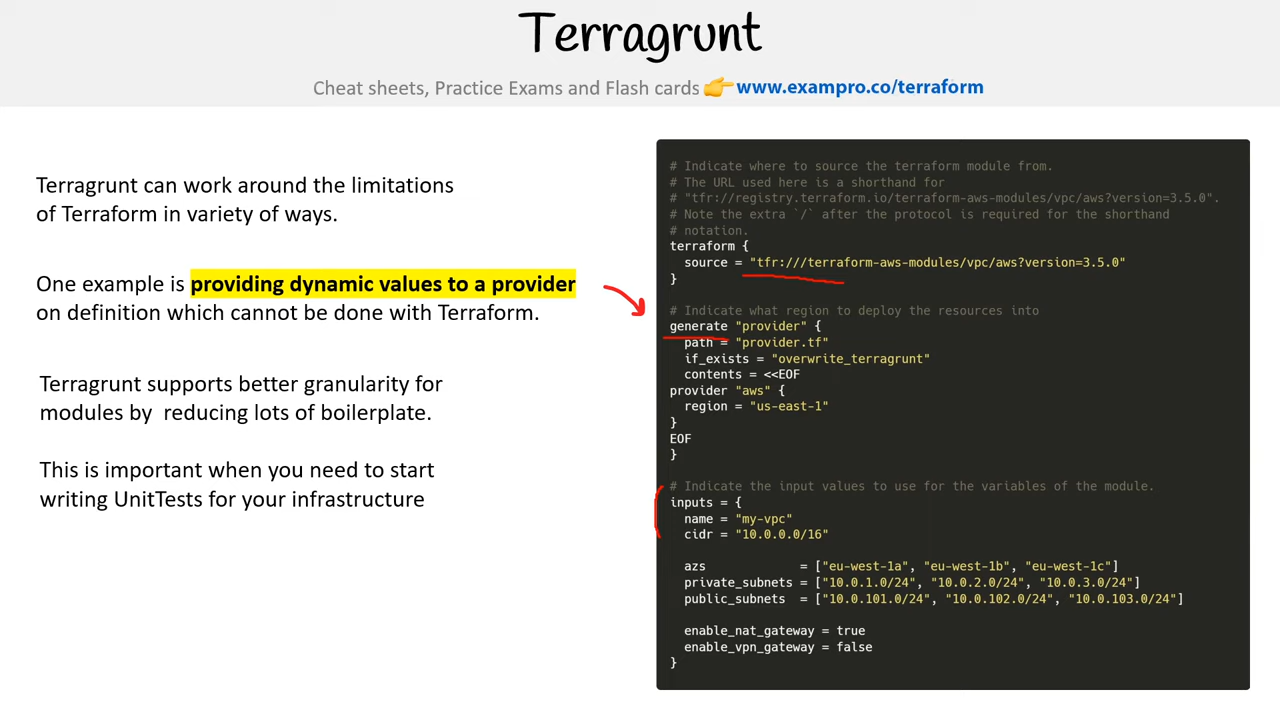 Terragrunt
Cheat sheets, Practice Exams and Flash cards 👉 www.exampro.co/terraform
Terragrunt can work around the limitations
of Terraform in variety of ways.
One example is providing dynamic values to a provider
on definition which cannot be done with Terraform.
Terragrunt supports better granularity for
modules by  reducing lots of boilerplate.
This is important when you need to start
writing UnitTests for your infrastructure
# Indicate where to source the terraform module from.
# The URL used here is a shorthand for
# "tfr://registry.terraform.io/terraform-aws-modules/vpc/aws?version=3.5.0".
# Note the extra `/` after the protocol is required for the shorthand
# notation.
terraform {
  source = "tfr:///terraform-aws-modules/vpc/aws?version=3.5.0"
}
# Indicate what region to deploy the resources into
generate "provider" {
  path = "provider.tf"
  if_exists = "overwrite_terragrunt"
  contents = <<EOF
provider "aws" {
  region = "us-east-1"
}
EOF
}
# Indicate the input values to use for the variables of the module.
inputs = {
  name = "my-vpc"
  cidr = "10.0.0.0/16"
  azs             = ["eu-west-1a", "eu-west-1b", "eu-west-1c"]
  private_subnets = ["10.0.1.0/24", "10.0.2.0/24", "10.0.3.0/24"]
  public_subnets  = ["10.0.101.0/24", "10.0.102.0/24", "10.0.103.0/24"]
  enable_nat_gateway = true
  enable_vpn_gateway = false
}